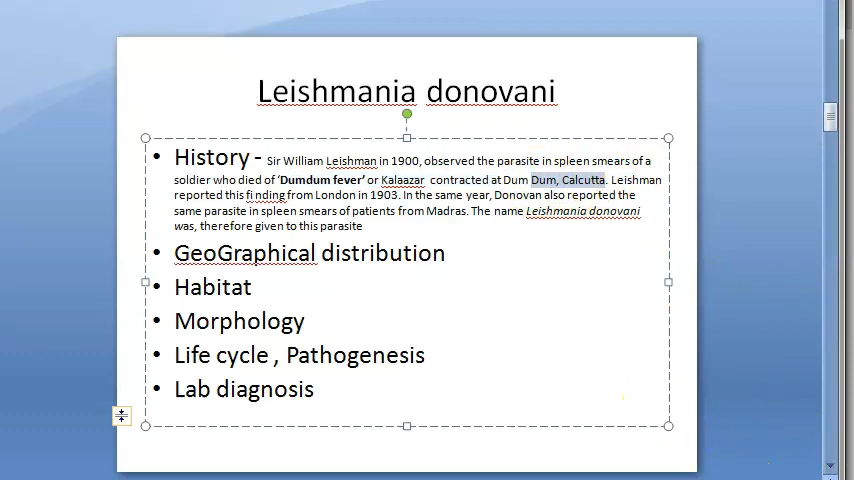 Leishmania donovani
• History - Sir William Leishman in 1900, observed the parasite in spleen smears of a
soldier who died of ‘Dumdum fever’ or Kalaazar contracted at Dum Dum, Calcutta. Leishman
reported this finding from London in 1903. In the same year, Donovan also reported the
same parasite in spleen smears of patients from Madras. The name Leishmania donovani
was, therefore given to this parasite
• GeoGraphical distribution
• Habitat
• Morphology
• Life cycle , Pathogenesis
• Lab diagnosis